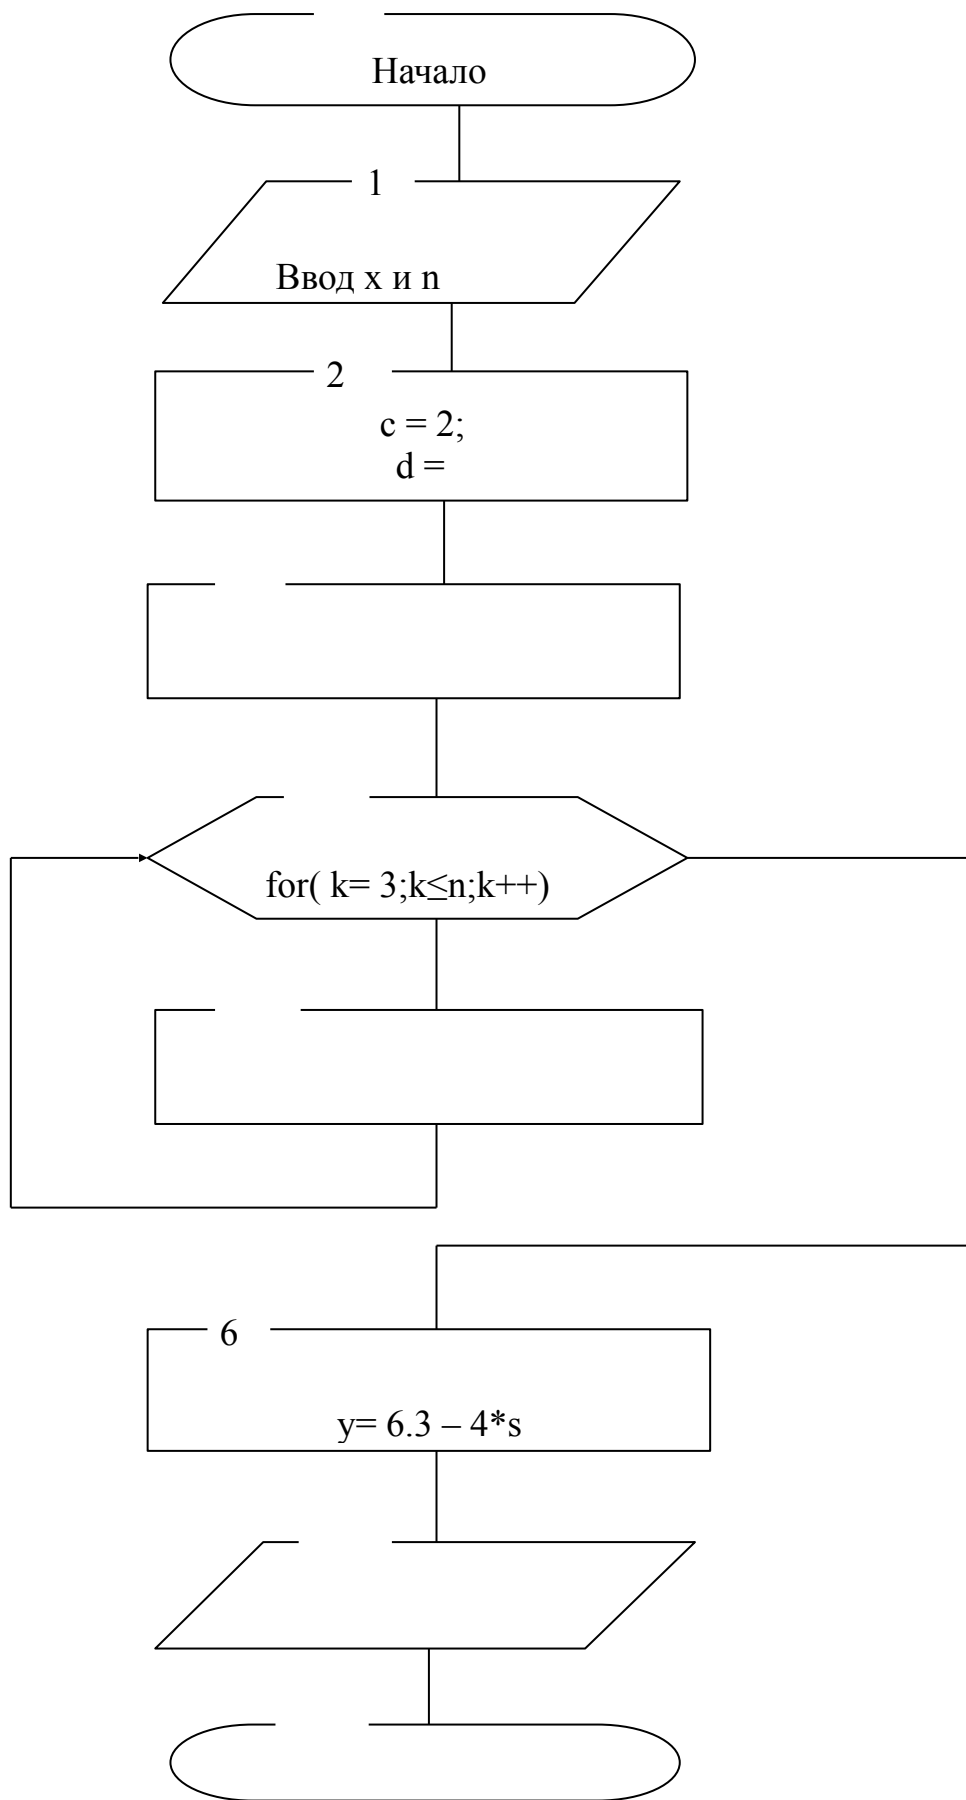 Начало
1
Ввод x и n
2
c = 2;
d =
for( k= 3;k≤n;k++)
6
y= 6.3 – 4*s